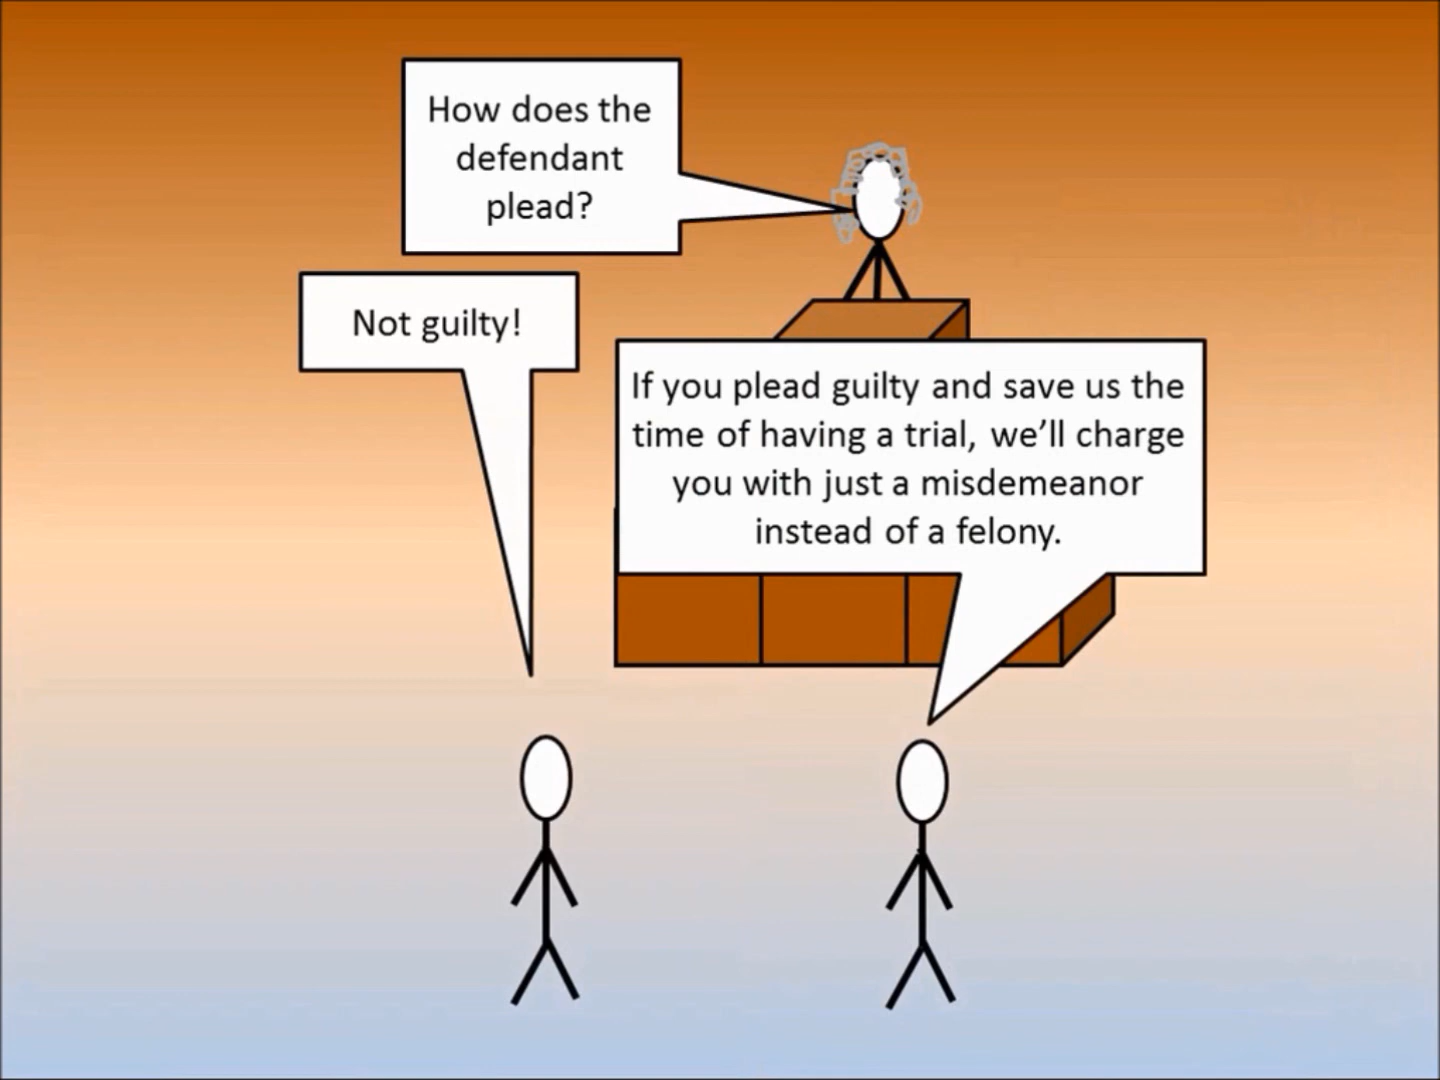 How does the
defendant
plead?
Not guilty!
If you plead guilty and save us the
time of having a trial, we’ll charge
you with just a misdemeanor
instead of a felony.